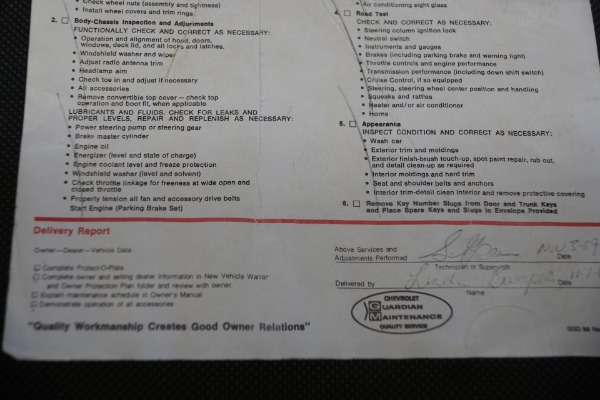 Check wheel nuts (assembly and tightness)
• Install wheel covers and trim rings
2. Body-Chassis Inspection and Adjustments
FUNCTIONALLY CHECK AND CORRECT AS NECESSARY:
• Operation and alignment of hood, doors,
windows, deck lid, and all locks and latches.
• Windshield washer and wiper
• Adjust radio antenna trim
• Headlamp aim
• Check toe in and adjust if necessary
• All accessories
• Remove convertible top cover—check top
operation and boot fit, when applicable
LUBRICANTS AND FLUIDS, CHECK FOR LEAKS AND
PROPER LEVELS, REPAIR AND REPLENISH AS NECESSARY:
• Power steering pump or steering gear
• Brake master cylinder
• Engine oil
• Energizer (level and state of charge)
• Engine coolant level and freeze protection
• Windshield washer (level and solvent)
• Check throttle linkage for freeness at wide open and
closed throttle
• Properly tension all fan and accessory drive belts
Start Engine (Parking Brake Set)
Air conditioning sight glass
4. Road Test
CHECK AND CORRECT AS NECESSARY:
• Steering column ignition lock
• Neutral switch
• Instruments and gauges
• Brakes (including parking brake and warning light)
• Throttle controls and engine performance
• Transmission performance (including down shift switch)
• Cruise Control, if so equipped
• Steering, steering wheel center position and handling
• Squeaks and rattles
• Heater and/or air conditioner
• Horns
5. Appearance
INSPECT CONDITION AND CORRECT AS NECESSARY:
• Wash car
• Exterior trim and moldings
• Exterior finish-brush touch-up, spot paint repair, rub out,
and detail clean-up as required
• Interior moldings and hard trim
• Seat and shoulder belts and anchors
• Interior trim-detail clean interior and remove protective covering
6. Remove Key Number Slugs from Door and Trunk Keys
and Place Spare Keys and Slugs in Envelope Provided
Delivery Report
Owner—Dealer—Vehicle Data
Complete Protect-O-Plate
Complete owner and selling dealer information in New Vehicle Warran
and Owner Protection Plan folder and review with owner.
Explain maintenance schedule in Owner's Manual
Demonstrate operation of all accessories
"Quality Workmanship Creates Good Owner Relations"
Above Services and
Adjustments Performed Nov 3-69
Technician or Supervisor Date
Delivered by Linda
Name Date
CHEVROLET
GUARDIAN
MAINTENANCE
QUALITY SERVICE